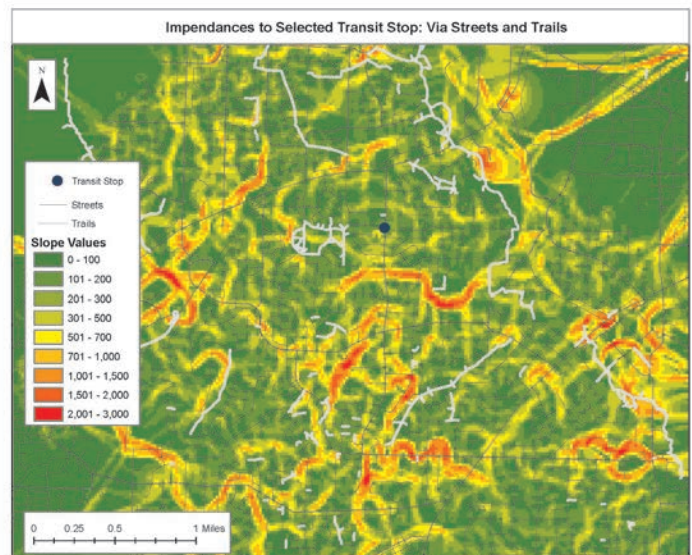 Impendances to Selected Transit Stop: Via Streets and Trails
N
Transit Stop
Streets
Trails
Slope Values
0 - 100
101 - 200
201 - 300
301 - 500
501 - 700
701 - 1,000
1,001 - 1,500
1,501 - 2,000
2,001 - 3,000
0 0.25 0.5 1 Miles